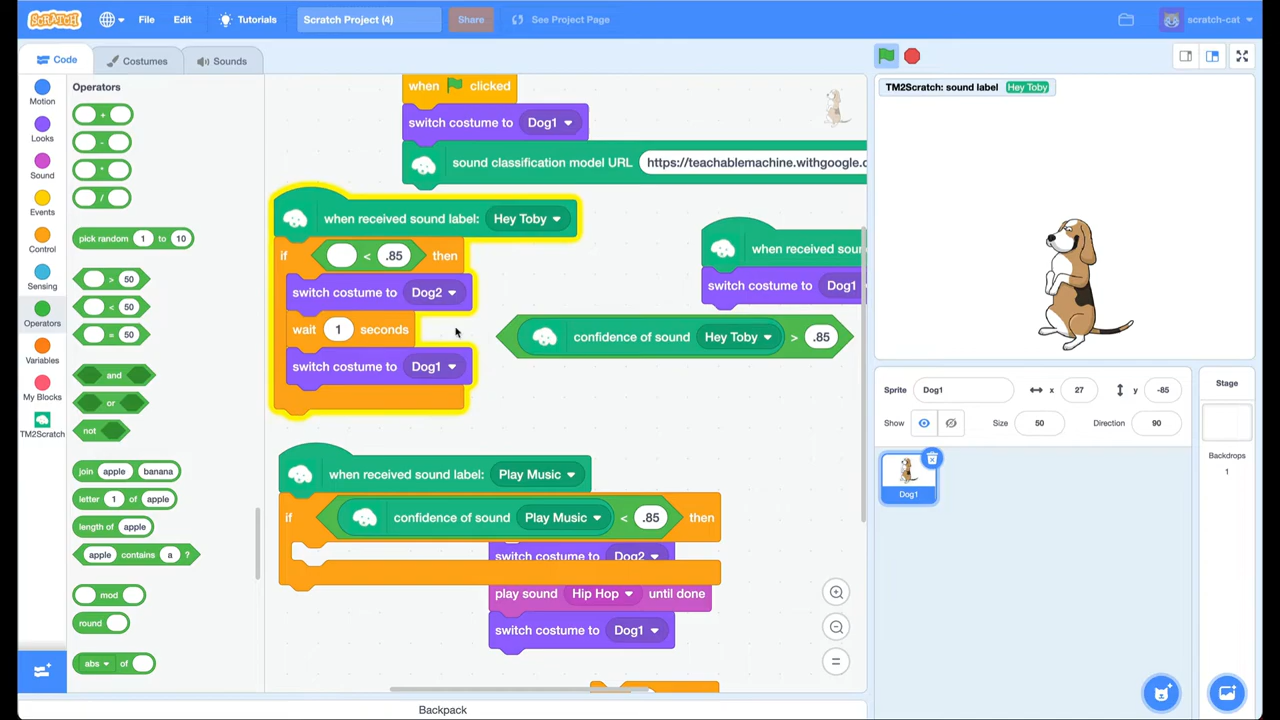 SCRATCH File Edit Tutorials Scratch Project (4) Share See Project Page scratch-cat
Code Costumes Sounds
Motion
Looks
Sound
Events
Control
Sensing
Operators
Variables
My Blocks
TM2Scratch
Operators
+
-
*
/
pick random 1 to 10
> 50
< 50
= 50
and
or
not
join apple banana
letter 1 of apple
length of apple
apple contains a ?
mod
round
abs of
when clicked
switch costume to Dog1
sound classification model URL https://teachablemachine.withgoogle.c
when received sound label: Hey Toby
if < .85 then
switch costume to Dog2
wait 1 seconds
switch costume to Dog1
when received soun
switch costume to Dog1
confidence of sound Hey Toby > .85
when received sound label: Play Music
if confidence of sound Play Music < .85 then
switch costume to Dog2
play sound Hip Hop until done
switch costume to Dog1
=
Backpack
TM2Scratch: sound label Hey Toby
Sprite Dog1 x 27 y -85
Show Size 50 Direction 90
Dog1
Stage
Backdrops
1